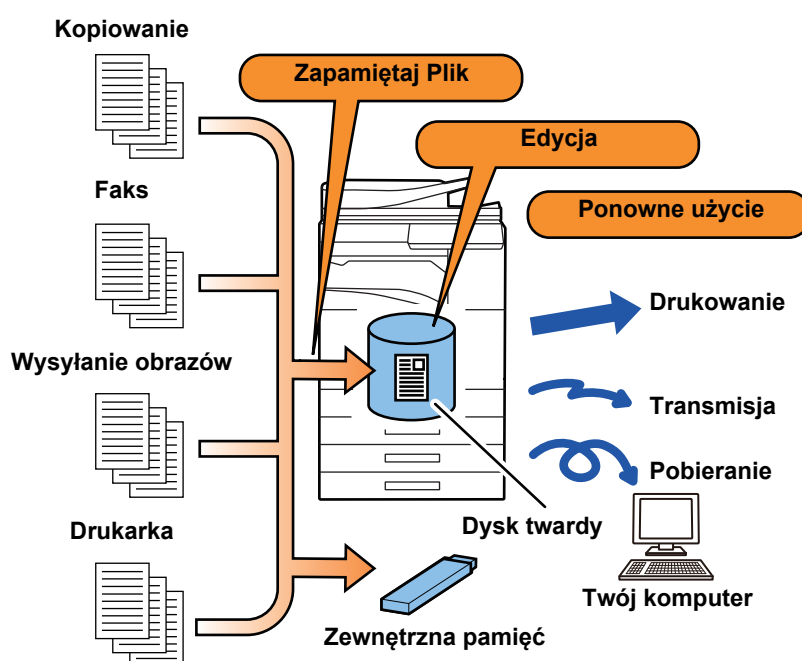 Kopiowanie
Zapamiętaj Plik
Edycja
Faks
Ponowne użycie
Drukowanie
Wysyłanie obrazów
Transmisja
Pobieranie
Drukarka
Dysk twardy
Twój komputer
Zewnętrzna pamięć